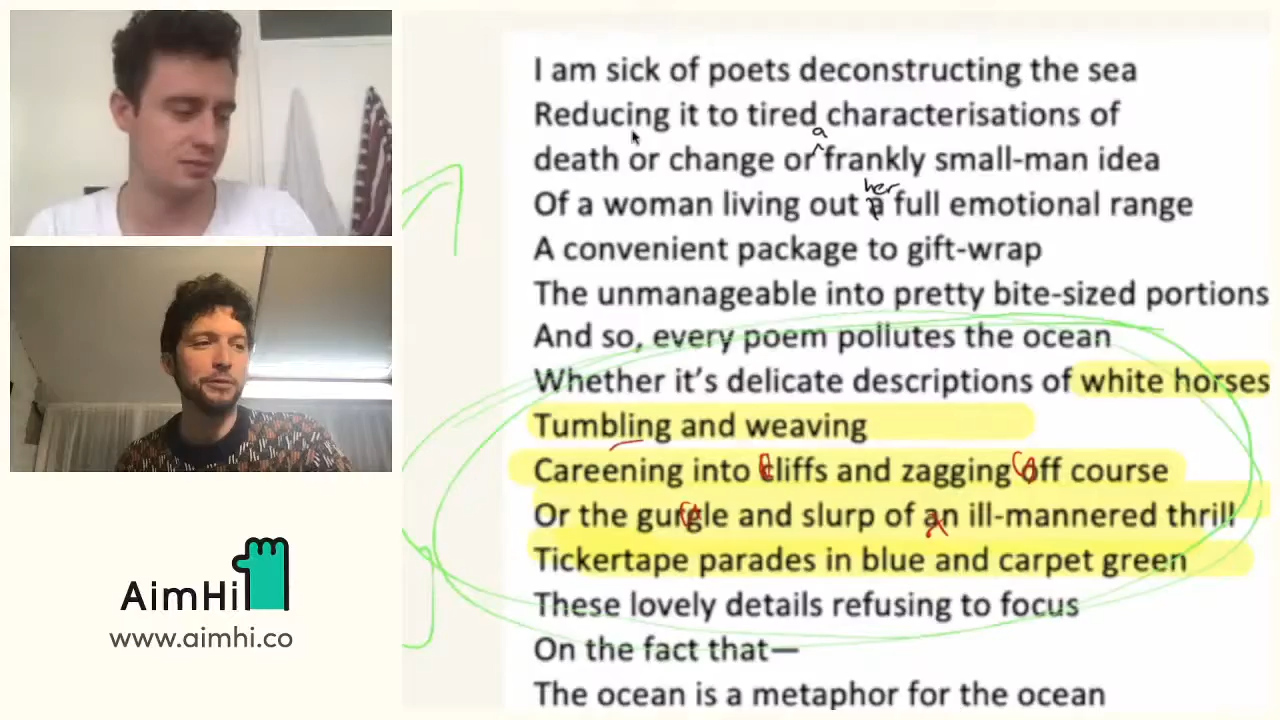 I am sick of poets deconstructing the sea
Reducing it to tired characterisations of
a
death or change or frankly small-man idea
her
Of a woman living out a full emotional range
A convenient package to gift-wrap
The unmanageable into pretty bite-sized portions
And so, every poem pollutes the ocean
Whether it's delicate descriptions of white horses
Tumbling and weaving
Careening into cliffs and zagging off course
Or the gurgle and slurp of an ill-mannered thrill
Tickertape parades in blue and carpet green
These lovely details refusing to focus
On the fact that—
The ocean is a metaphor for the ocean
AimHi
www.aimhi.co